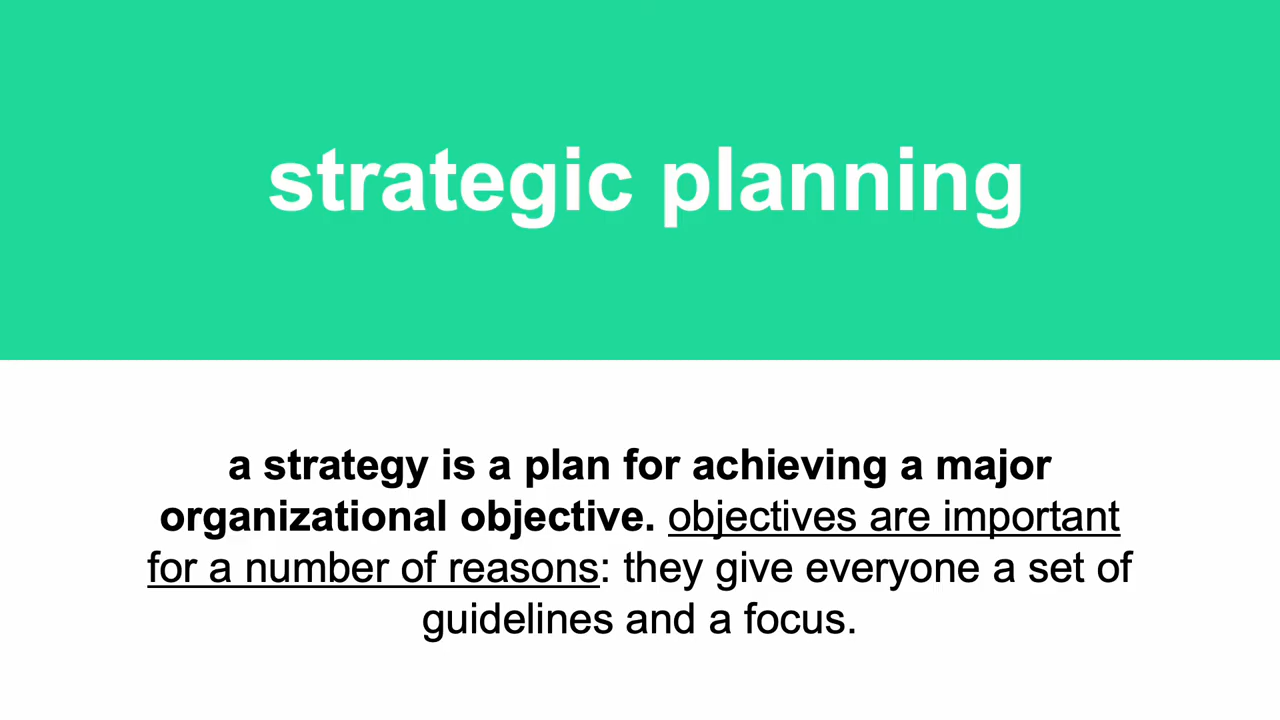 strategic planning
a strategy is a plan for achieving a major
organizational objective. objectives are important
for a number of reasons: they give everyone a set of
guidelines and a focus.